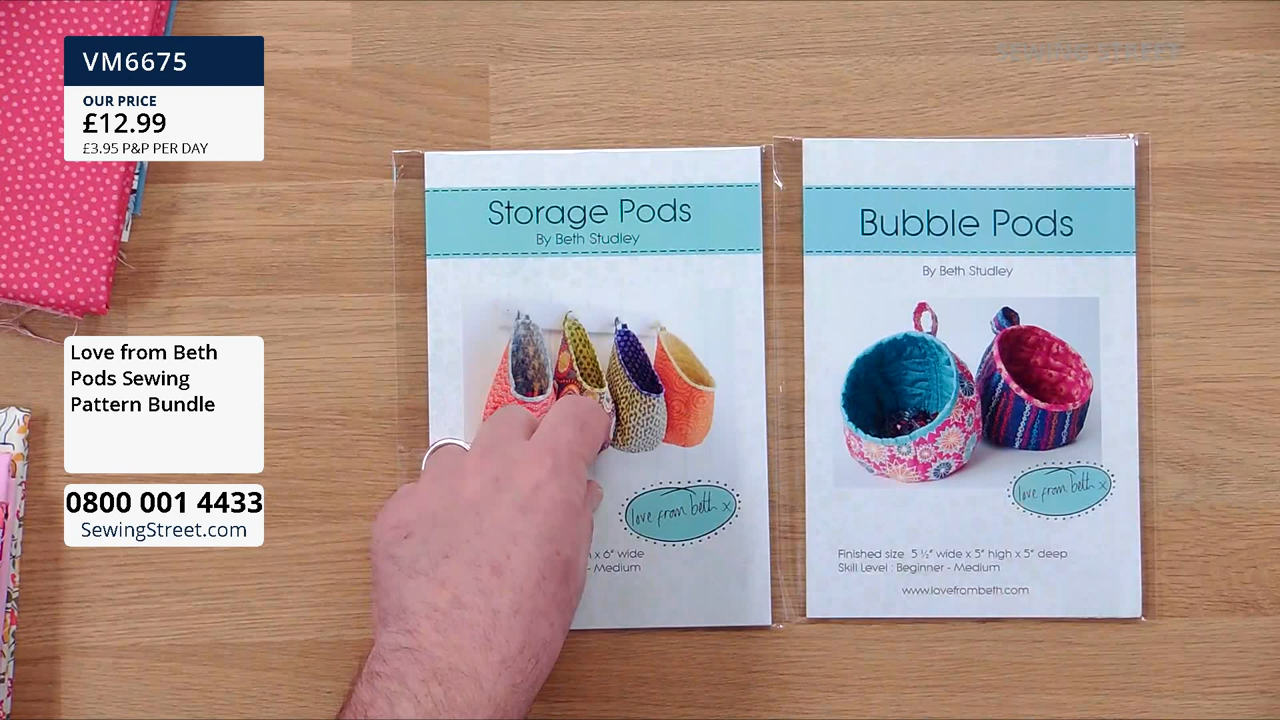 SEWING STREET
VM6675
OUR PRICE
£12.99
£3.95 P&P PER DAY
Love from Beth
Pods Sewing
Pattern Bundle
0800 001 4433
SewingStreet.com
Storage Pods
By Beth Studley
love from beth x
x 6" wide
- Medium
Bubble Pods
By Beth Studley
love from beth x
Finished size 5 ½" wide x 5" high x 5" deep
Skill Level : Beginner - Medium
www.lovefrombeth.com